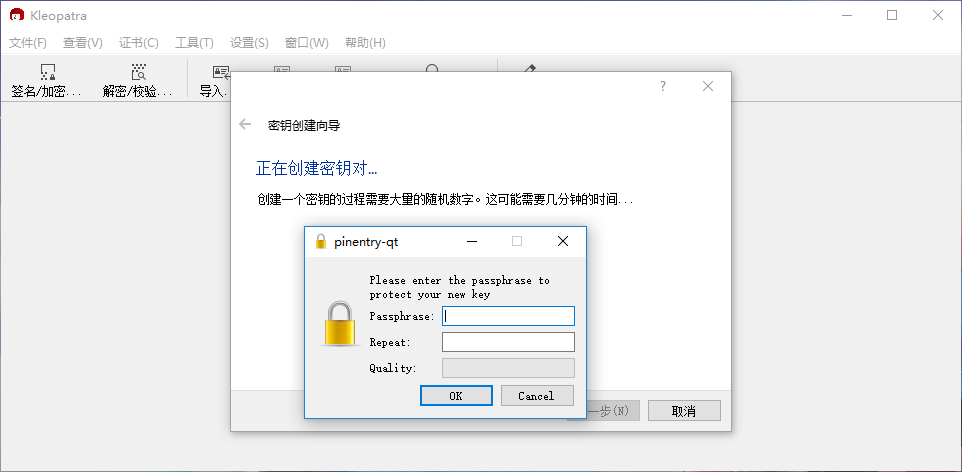 Kleopatra
文件(F) 查看(V) 证书(C) 工具(T) 设置(S) 窗口(W) 帮助(H)
签名/加密... 解密/校验... 导入.
密钥创建向导
正在创建密钥对...
创建一个密钥的过程需要大量的随机数字。这可能需要几分钟的时间...
pinentry-qt
Please enter the passphrase to
protect your new key
Passphrase:
Repeat:
Quality:
OK Cancel
一步(N) 取消